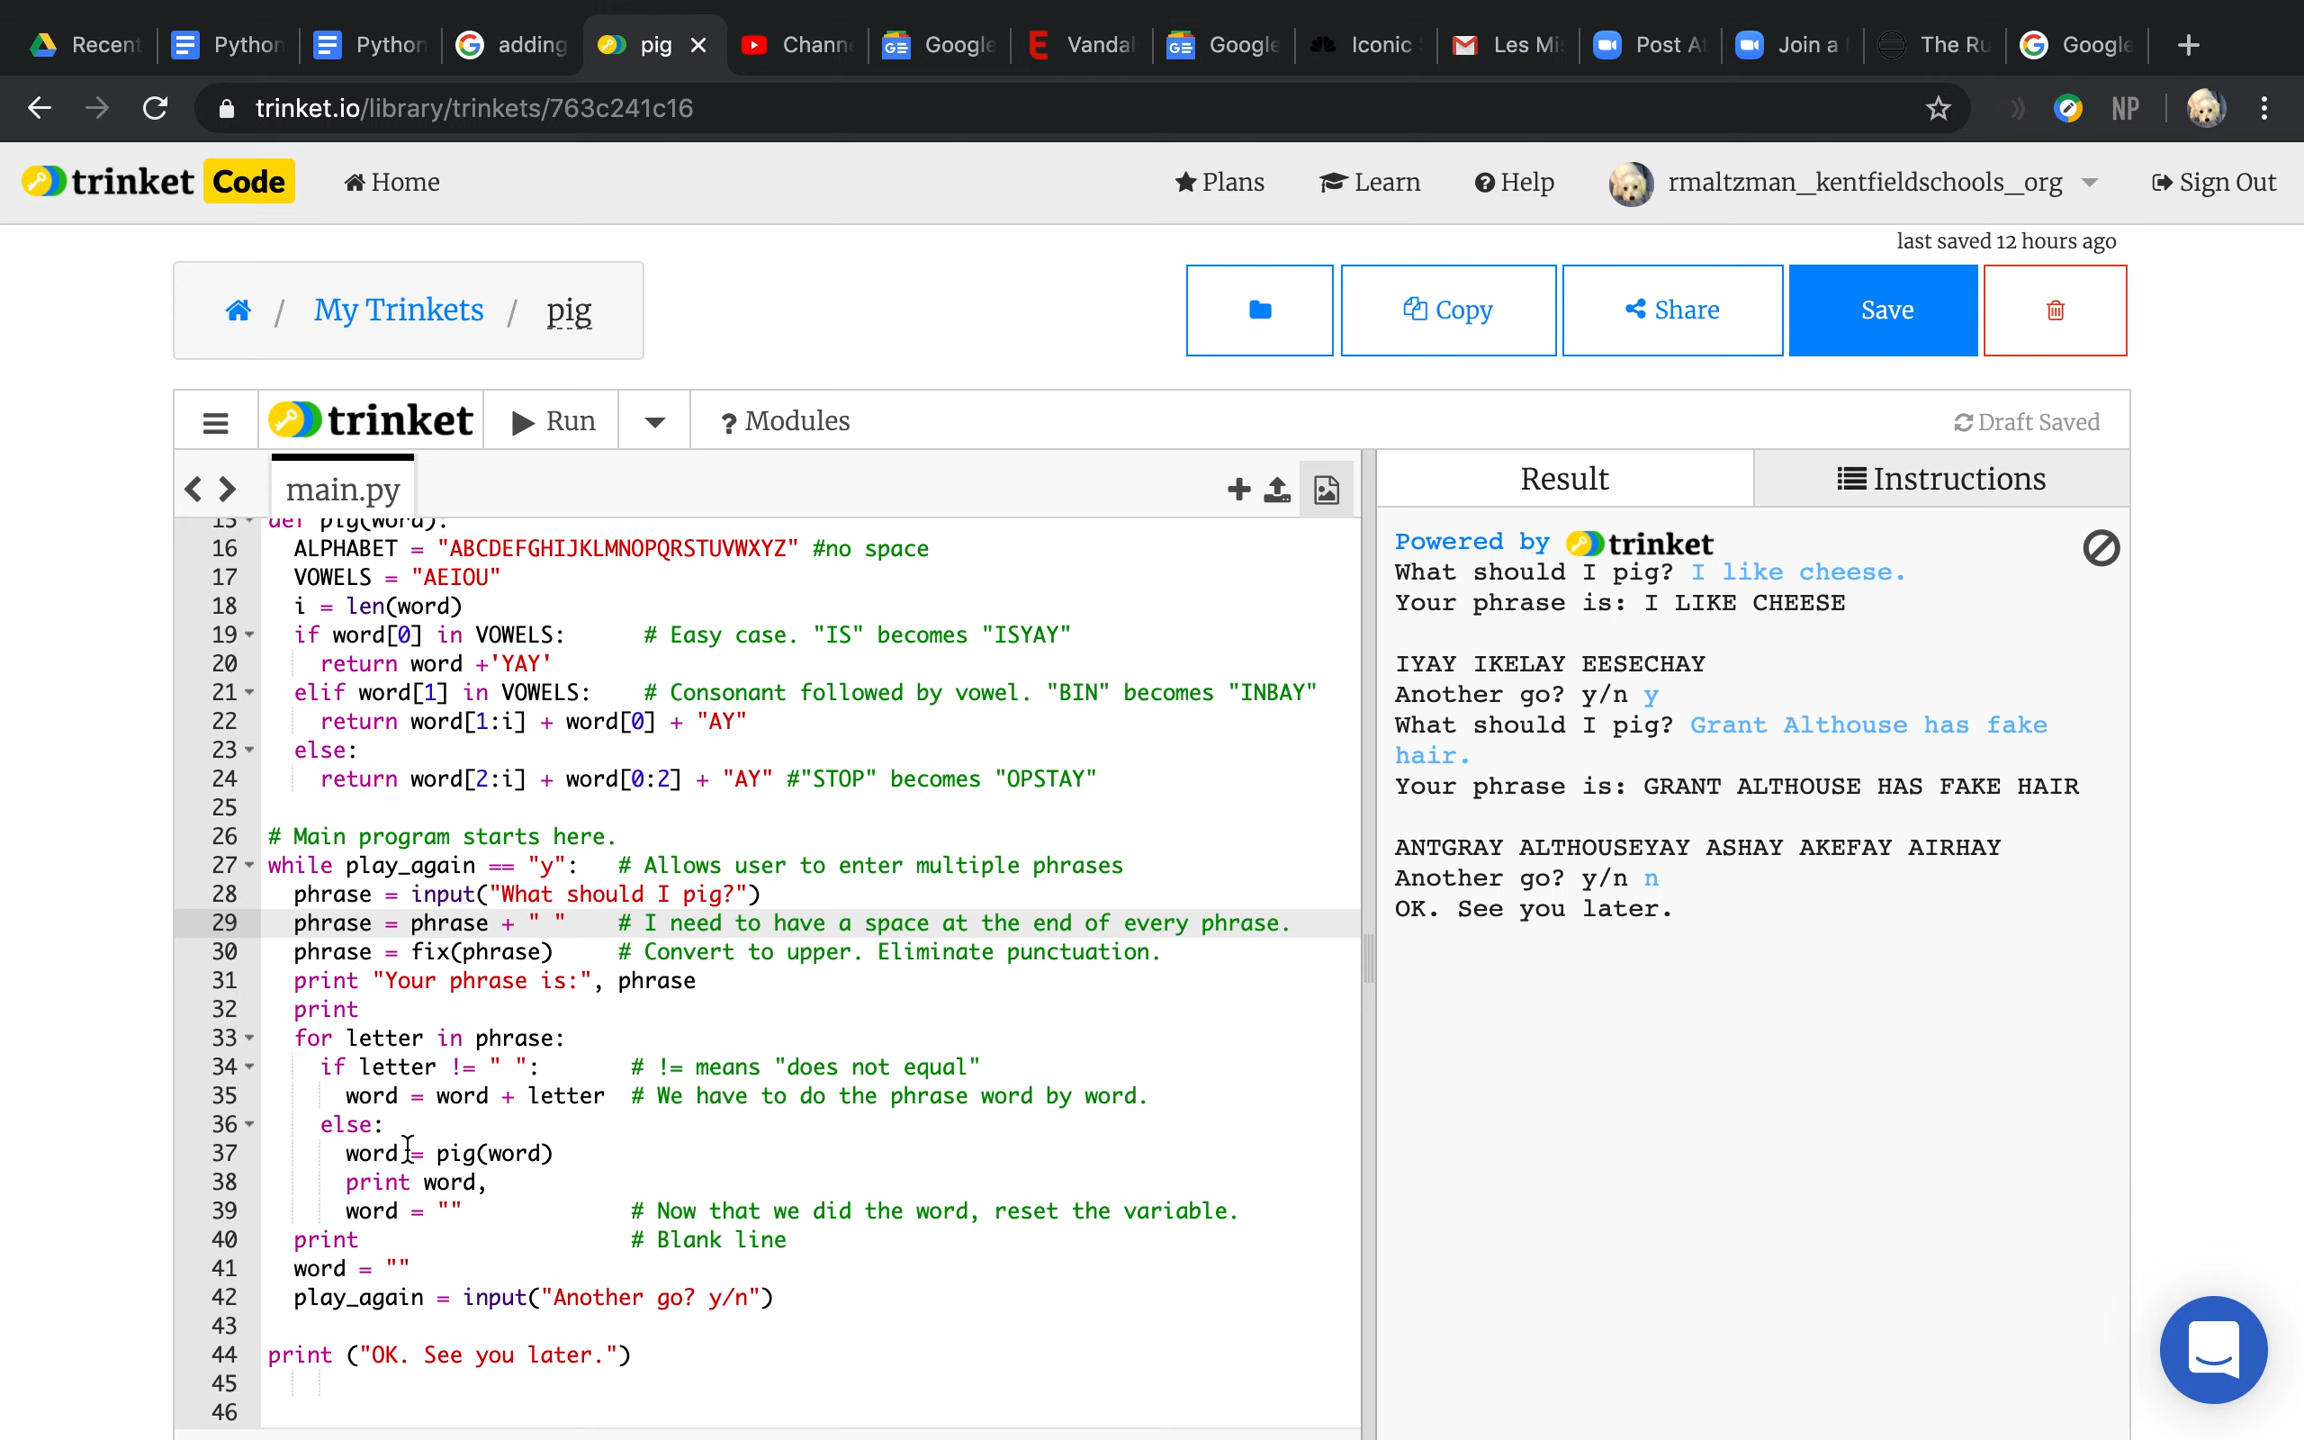 Recent
Python
Python
adding
pig
Chann
Google
Vandal
Google
Iconic
Les Mi
Post A
Join a
The Ru
Google
trinket.io/library/trinkets/763c241c16
NP
trinket Code Home Plans Learn Help rmaltzman_kentfieldschools_org Sign Out
last saved 12 hours ago
/ My Trinkets / pig
Copy Share Save
trinket Run ? Modules Draft Saved
main.py
Result Instructions
15 def pig(word):
16 ALPHABET = "ABCDEFGHIJKLMNOPQRSTUVWXYZ" #no space
17 VOWELS = "AEIOU"
18 i = len(word)
19 if word[0] in VOWELS: # Easy case. "IS" becomes "ISYAY"
20 return word +'YAY'
21 elif word[1] in VOWELS: # Consonant followed by vowel. "BIN" becomes "INBAY"
22 return word[1:i] + word[0] + "AY"
23 else:
24 return word[2:i] + word[0:2] + "AY" #"STOP" becomes "OPSTAY"
25
26 # Main program starts here.
27 while play_again == "y": # Allows user to enter multiple phrases
28 phrase = input("What should I pig?")
29 phrase = phrase + " " # I need to have a space at the end of every phrase.
30 phrase = fix(phrase) # Convert to upper. Eliminate punctuation.
31 print "Your phrase is:", phrase
32 print
33 for letter in phrase:
34 if letter != " ": # != means "does not equal"
35 word = word + letter # We have to do the phrase word by word.
36 else:
37 word = pig(word)
38 print word,
39 word = "" # Now that we did the word, reset the variable.
40 print # Blank line
41 word = ""
42 play_again = input("Another go? y/n")
43
44 print ("OK. See you later.")
45
46
Powered by trinket
What should I pig? I like cheese.
Your phrase is: I LIKE CHEESE
IYAY IKELAY EESECHAY
Another go? y/n y
What should I pig? Grant Althouse has fake
hair.
Your phrase is: GRANT ALTHOUSE HAS FAKE HAIR
ANTGRAY ALTHOUSEYAY ASHAY AKEFAY AIRHAY
Another go? y/n n
OK. See you later.